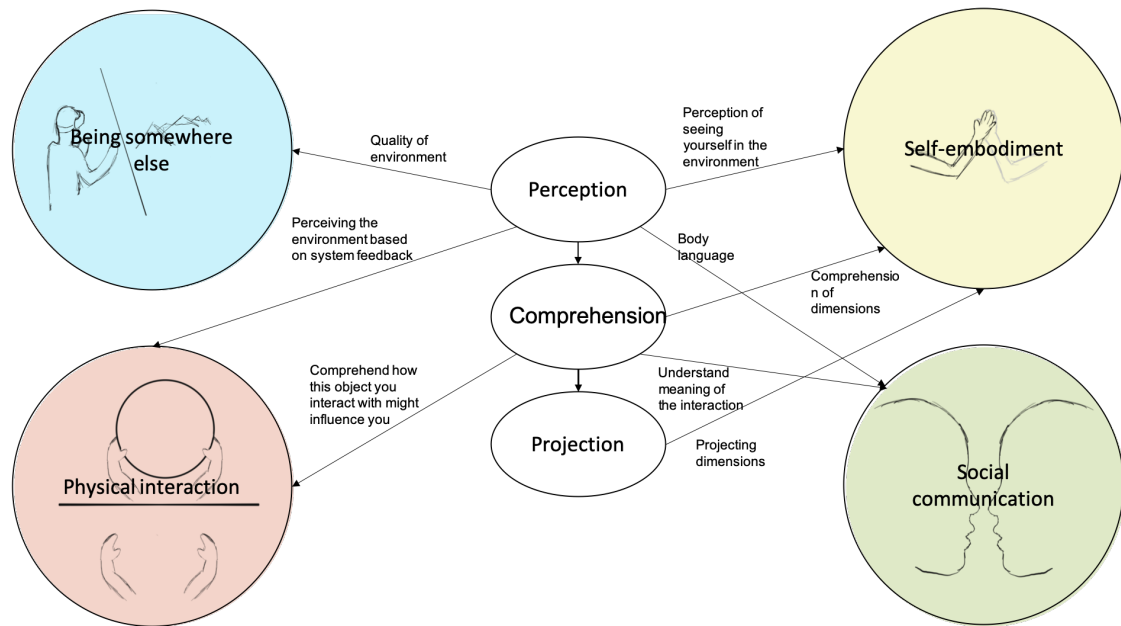 Being somewhere
else
Quality of
environment
Perception of
seeing
yourself in the
environment
Self-embodiment
Perception
Perceiving the
environment based
on system feedback
Body
language
Comprehensio
n of
dimensions
Comprehension
Comprehend how
this object you
interact with might
influence you
Understand
meaning of
the interaction
Projection
Projecting
dimensions
Physical interaction
Social
communication